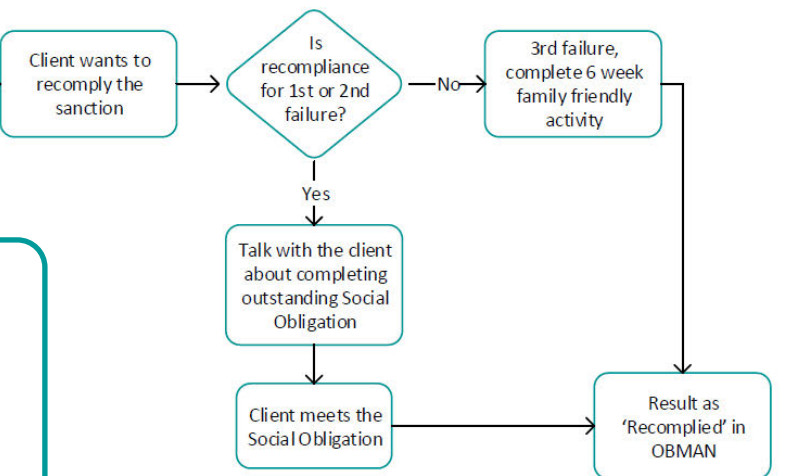 Client wants to
recomply the
sanction
Is
recompliance
for 1st or 2nd
failure?
No
3rd failure,
complete 6 week
family friendly
activity
Yes
Talk with the client
about completing
outstanding Social
Obligation
Client meets the
Social Obligation
Result as
‘Recomplied’ in
OBMAN